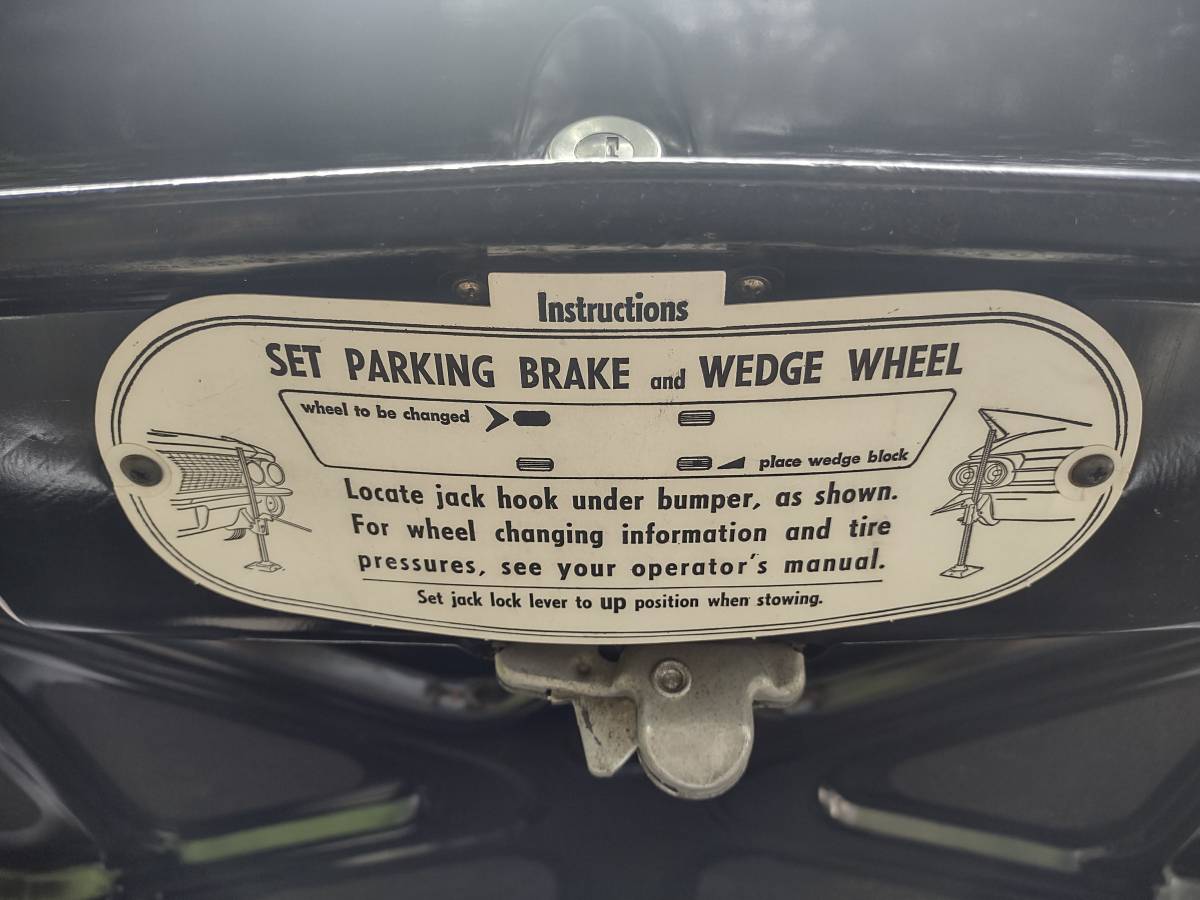 Instructions
SET PARKING BRAKE and WEDGE WHEEL
wheel to be changed
place wedge block
Locate jack hook under bumper, as shown.
For wheel changing information and tire
pressures, see your operator's manual.
Set jack lock lever to up position when stowing.